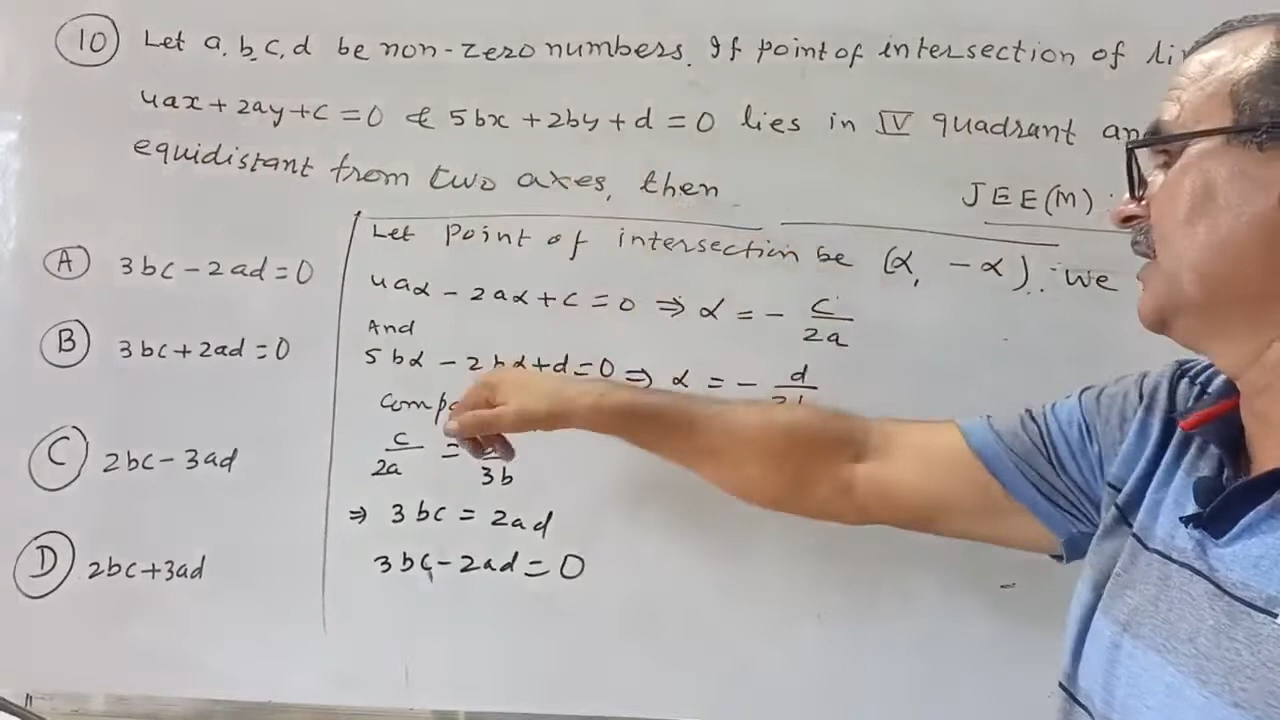 10 Let a, b, c, d be non-zero numbers. If point of intersection of
4ax + 2ay + c = 0 & 5bx + 2by + d = 0 lies in IV quadrant
equidistant from two axes, then
JEE(M)
A 3bc - 2ad = 0
B 3bc + 2ad = 0
C 2bc - 3ad
D 2bc + 3ad
Let point of intersection be (α, -α). we
4aα - 2aα + c = 0 ⇒ α = - c/2a
And
5bα - 2bα + d = 0 ⇒ α = - d
c/2a = 3b
⇒ 3bc = 2ad
3bc - 2ad = 0